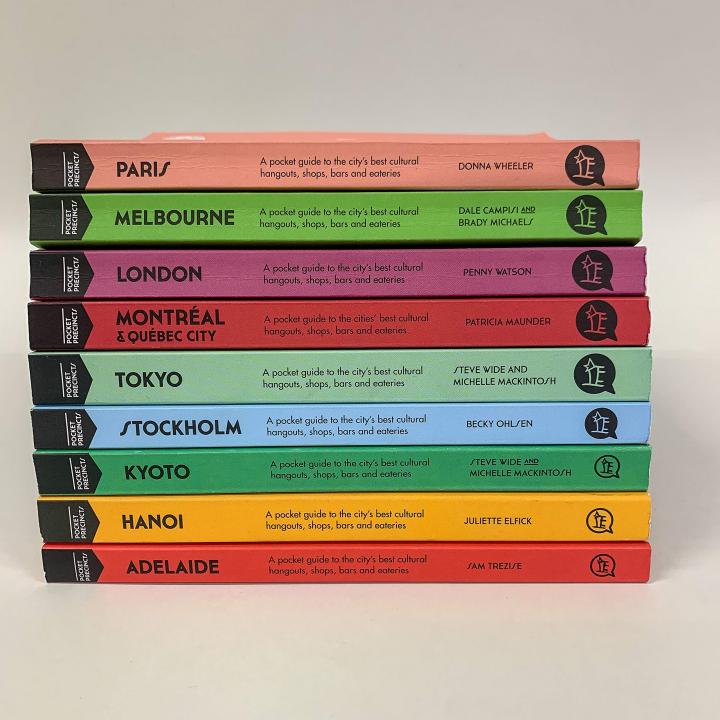 POCKET PRECINCTS
PARIS
A pocket guide to the city's best cultural
hangouts, shops, bars and eateries
DONNA WHEELER
POCKET PRECINCTS
MELBOURNE
A pocket guide to the city's best cultural
hangouts, shops, bars and eateries
DALE CAMPISI AND
BRADY MICHAELS
POCKET PRECINCTS
LONDON
A pocket guide to the city's best cultural
hangouts, shops, bars and eateries
PENNY WATSON
POCKET PRECINCTS
MONTRÉAL
& QUÉBEC CITY
A pocket guide to the cities' best cultural
hangouts, shops, bars and eateries
PATRICIA MAUNDER
POCKET PRECINCTS
TOKYO
A pocket guide to the city's best cultural
hangouts, shops, bars and eateries
STEVE WIDE AND
MICHELLE MACKINTOSH
POCKET PRECINCTS
STOCKHOLM
A pocket guide to the city's best cultural
hangouts, shops, bars and eateries
BECKY OHLSEN
POCKET PRECINCTS
KYOTO
A pocket guide to the city's best cultural
hangouts, shops, bars and eateries
STEVE WIDE AND
MICHELLE MACKINTOSH
POCKET PRECINCTS
HANOI
A pocket guide to the city's best cultural
hangouts, shops, bars and eateries
JULIETTE ELFICK
POCKET PRECINCTS
ADELAIDE
A pocket guide to the city's best cultural
hangouts, shops, bars and eateries
SAM TREZISE